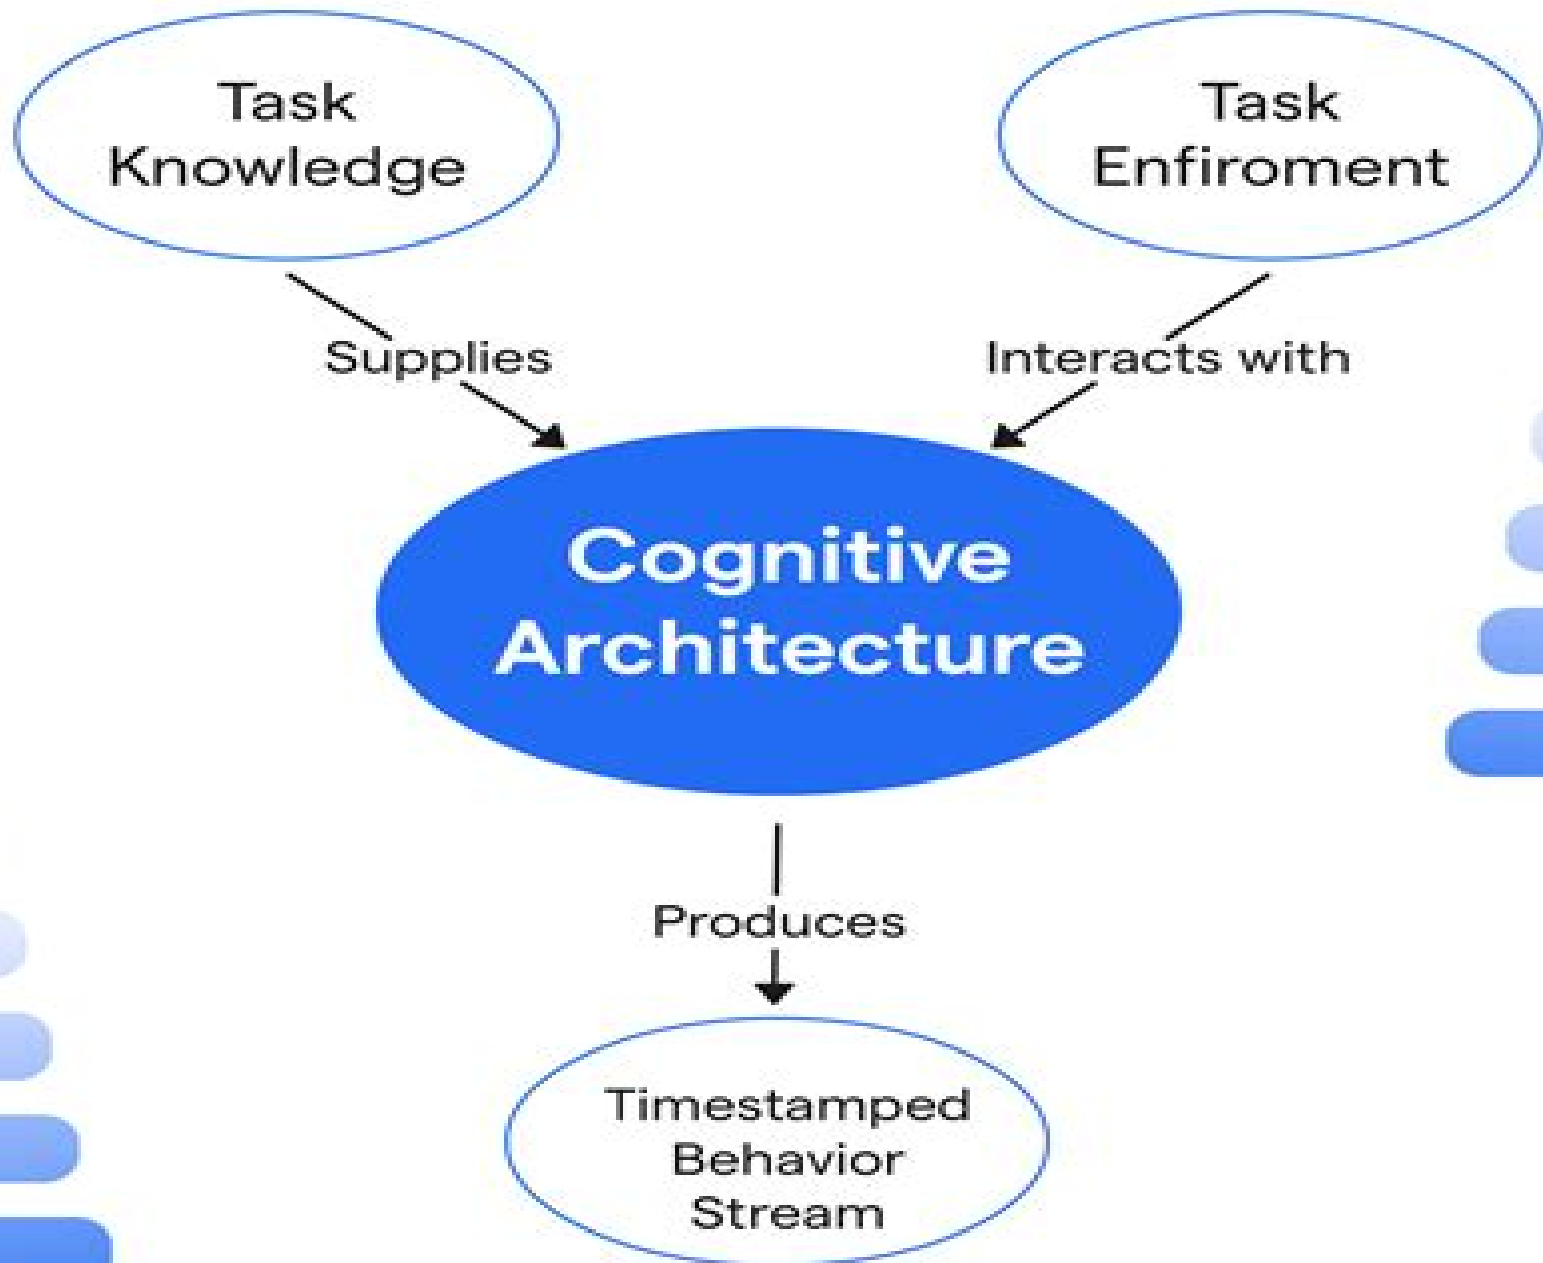 Task
Knowledge
Task
Enfiroment
Supplies
Interacts with
Cognitive
Architecture
Produces
Timestamped
Behavior
Stream